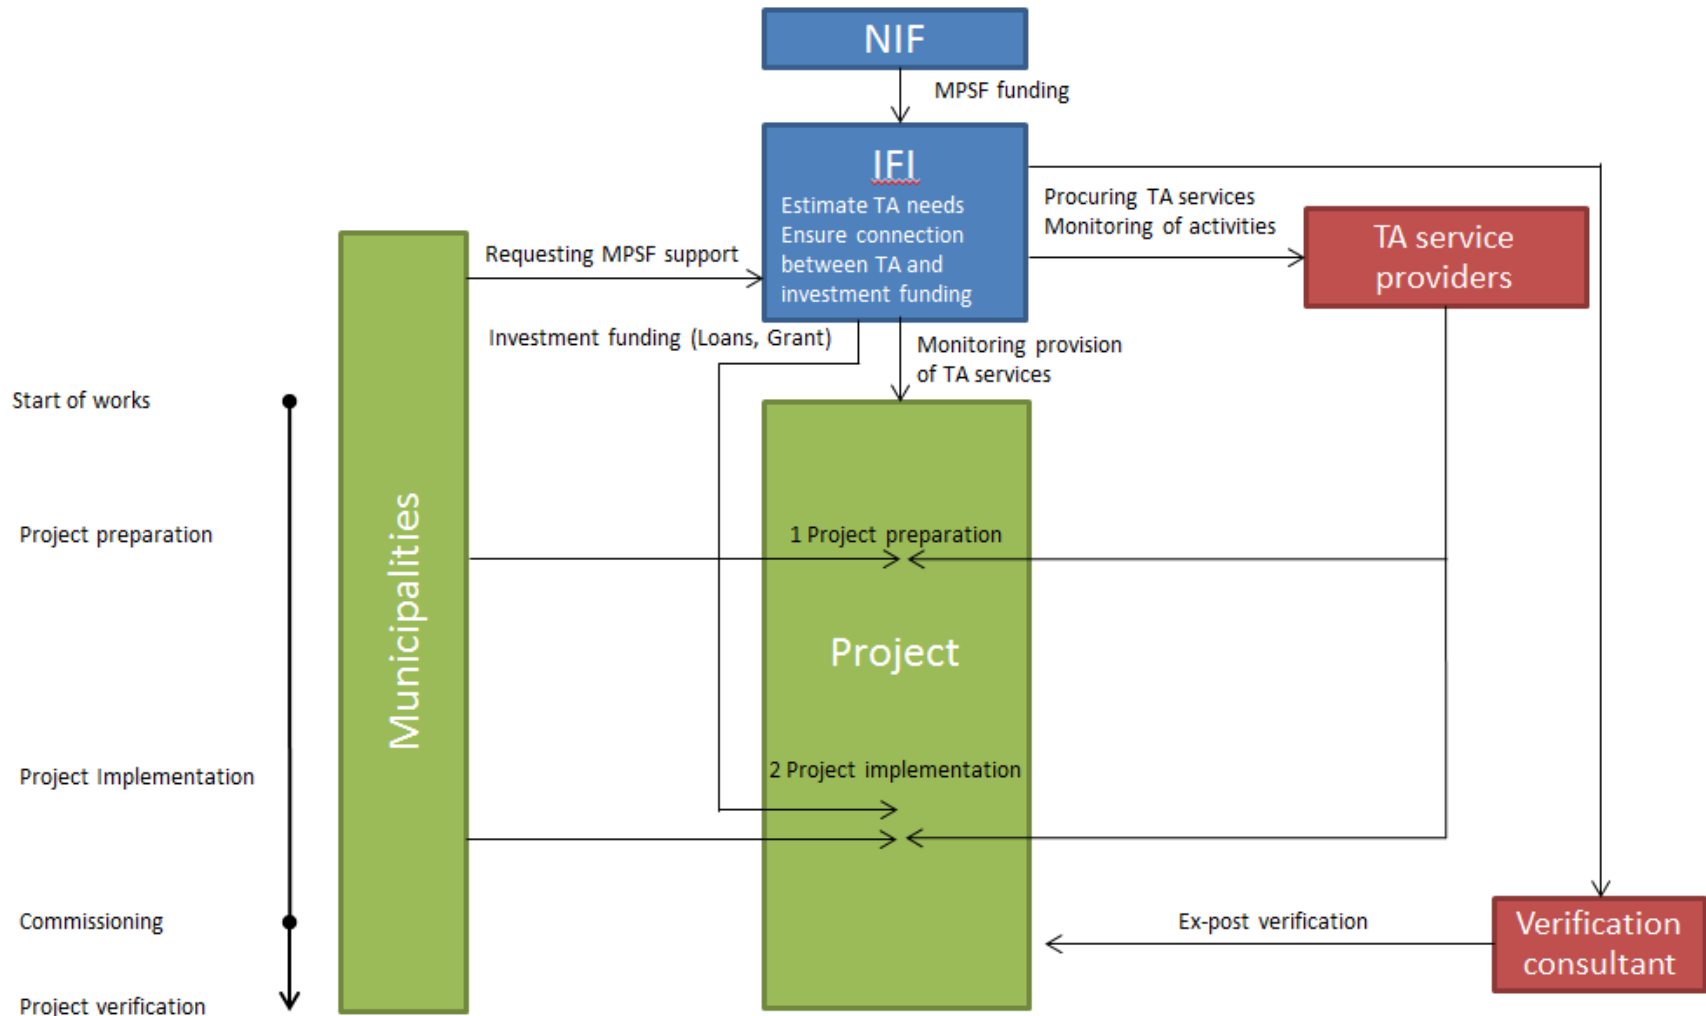 NIF
MPSF funding
IFI
Estimate TA needs
Ensure connection
between TA and
investment funding
Procuring TA services
Monitoring of activities
TA service
providers
Requesting MPSF support
Investment funding (Loans, Grant)
Monitoring provision
of TA services
Start of works
Project preparation
Project Implementation
Commissioning
Project verification
Municipalities
1 Project preparation
Project
2 Project implementation
Ex-post verification
Verification
consultant